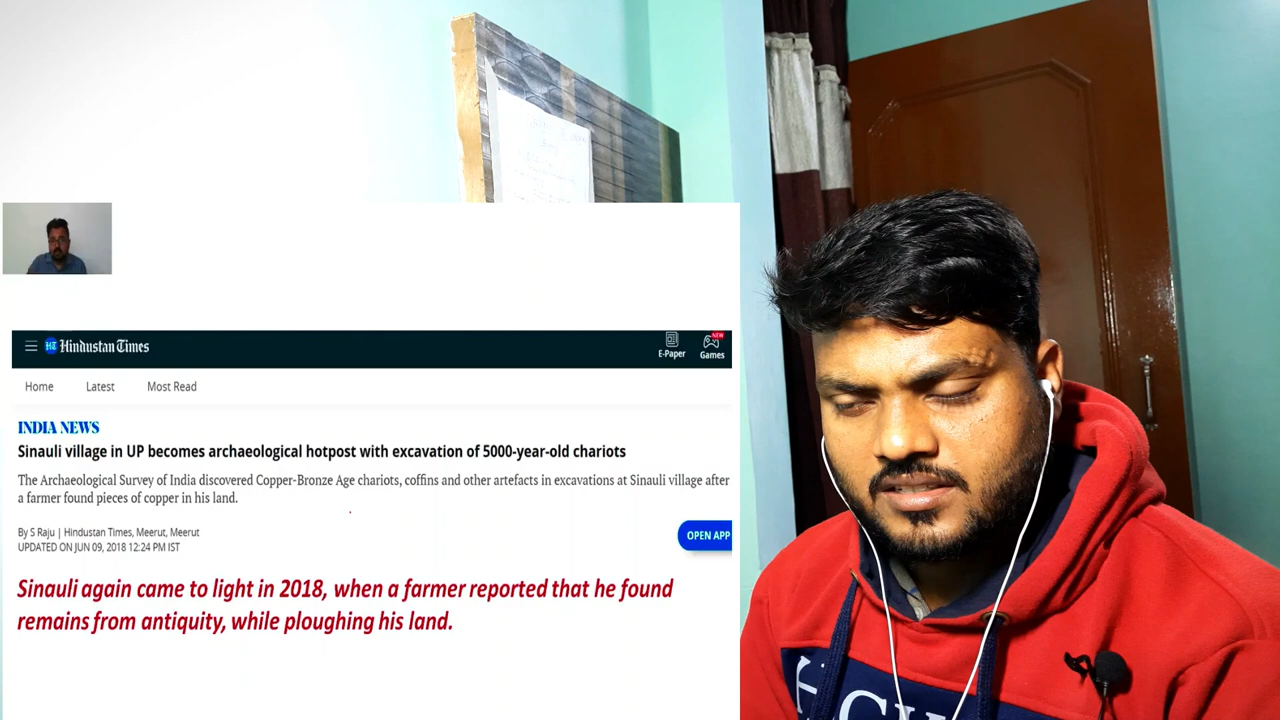 Hindustan Times
E-Paper
NEW
Games
Home
Latest
Most Read
INDIA NEWS
Sinauli village in UP becomes archaeological hotpost with excavation of 5000-year-old chariots
The Archaeological Survey of India discovered Copper-Bronze Age chariots, coffins and other artefacts in excavations at Sinauli village after
a farmer found pieces of copper in his land.
By S Raju | Hindustan Times, Meerut, Meerut
UPDATED ON JUN 09, 2018 12:24 PM IST
OPEN APP
Sinauli again came to light in 2018, when a farmer reported that he found
remains from antiquity, while ploughing his land.